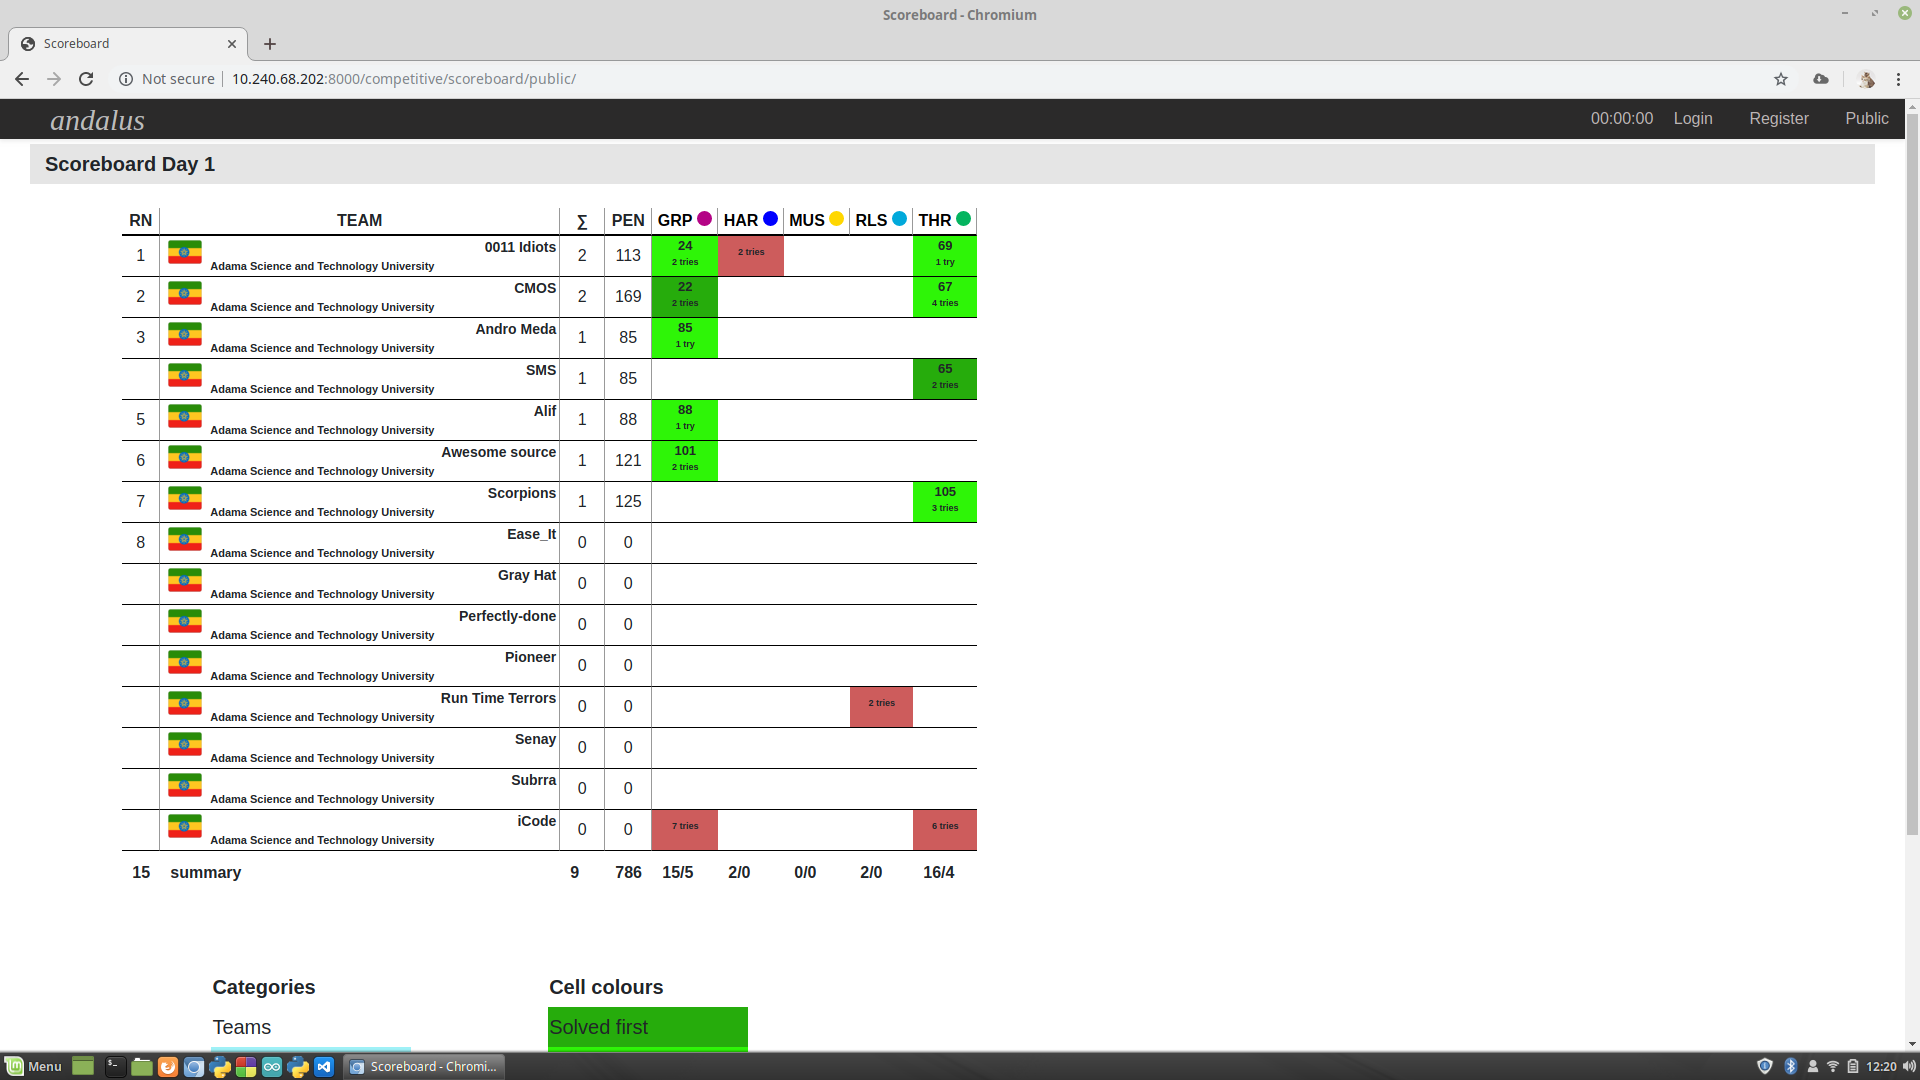 Scoreboard - Chromium
Scoreboard
Not secure 10.240.68.202:8000/competitive/scoreboard/public/
andalus 00:00:00 Login Register Public
Scoreboard Day 1
RN TEAM ∑ PEN GRP HAR MUS RLS THR
1 0011 Idiots Adama Science and Technology University 2 113 24 2 tries 2 tries 69 1 try
2 CMOS Adama Science and Technology University 2 169 22 2 tries 67 4 tries
3 Andro Meda Adama Science and Technology University 1 85 85 1 try
SMS Adama Science and Technology University 1 85 65 2 tries
5 Alif Adama Science and Technology University 1 88 88 1 try
6 Awesome source Adama Science and Technology University 1 121 101 2 tries
7 Scorpions Adama Science and Technology University 1 125 105 3 tries
8 Ease_It Adama Science and Technology University 0 0
Gray Hat Adama Science and Technology University 0 0
Perfectly-done Adama Science and Technology University 0 0
Pioneer Adama Science and Technology University 0 0
Run Time Terrors Adama Science and Technology University 0 0 2 tries
Senay Adama Science and Technology University 0 0
Subrra Adama Science and Technology University 0 0
iCode Adama Science and Technology University 0 0 7 tries 6 tries
15 summary 9 786 15/5 2/0 0/0 2/0 16/4
Categories Cell colours
Teams Solved first
Menu Scoreboard - Chromi... 12:20